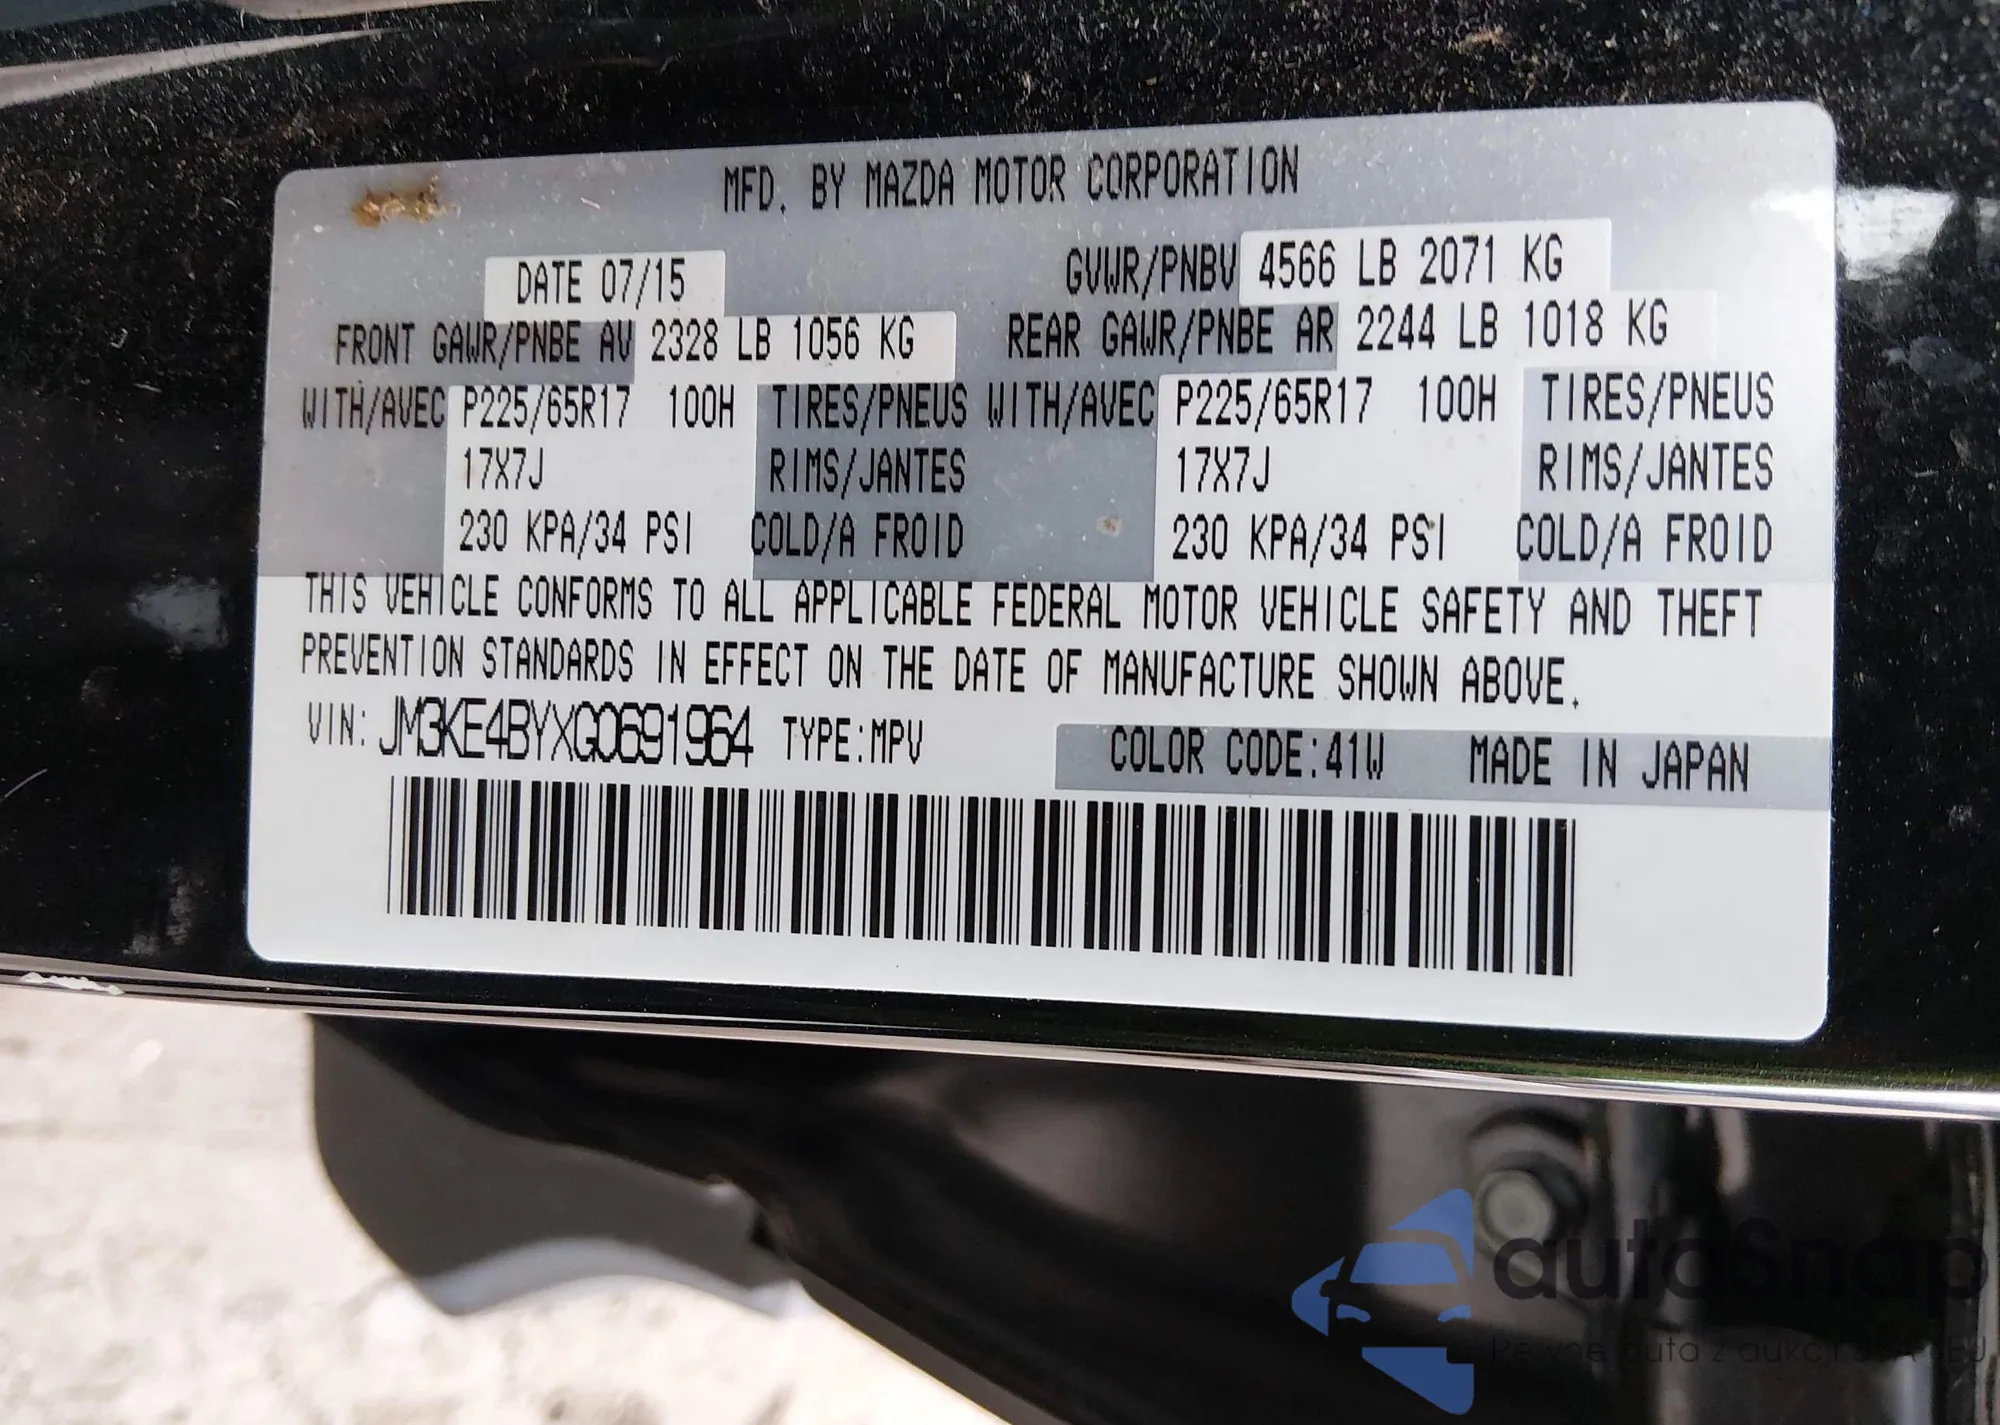 MFD. BY MAZDA MOTOR CORPORATION
DATE 07/15 GVWR/PNBV 4566 LB 2071 KG
FRONT GAWR/PNBE AV 2328 LB 1056 KG REAR GAWR/PNBE AR 2244 LB 1018 KG
WITH/AVEC P225/65R17 100H TIRES/PNEUS WITH/AVEC P225/65R17 100H TIRES/PNEUS
17X7J RIMS/JANTES 17X7J RIMS/JANTES
230 KPA/34 PSI COLD/A FROID 230 KPA/34 PSI COLD/A FROID
THIS VEHICLE CONFORMS TO ALL APPLICABLE FEDERAL MOTOR VEHICLE SAFETY AND THEFT
PREVENTION STANDARDS IN EFFECT ON THE DATE OF MANUFACTURE SHOWN ABOVE.
VIN: JM3KE4BYXG0691964 TYPE:MPV COLOR CODE:41W MADE IN JAPAN
autosnap
Pewne auta z aukcji